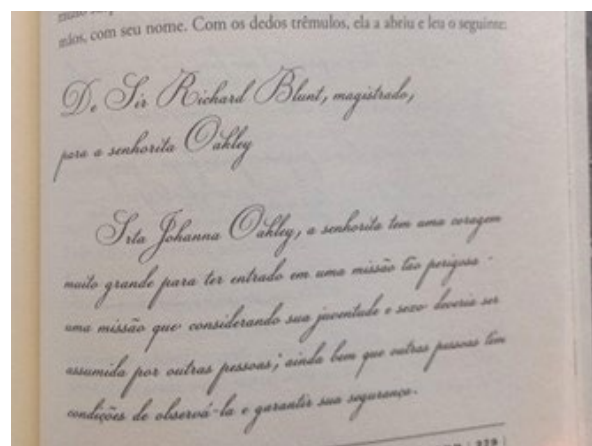 mãos, com seu nome. Com os dedos trêmulos, ela a abriu e leu o seguinte:
De Sir Richard Blunt, magistrado,
para a senhorita Oakley
Srta Johanna Oakley, a senhorita tem uma coragem
muito grande para ter entrado em uma missão tão perigosa -
uma missão que considerando sua juventude e sexo deveria ser
assumida por outras pessoas; ainda bem que outras pessoas têm
condições de observá-la e garantir sua segurança.
329